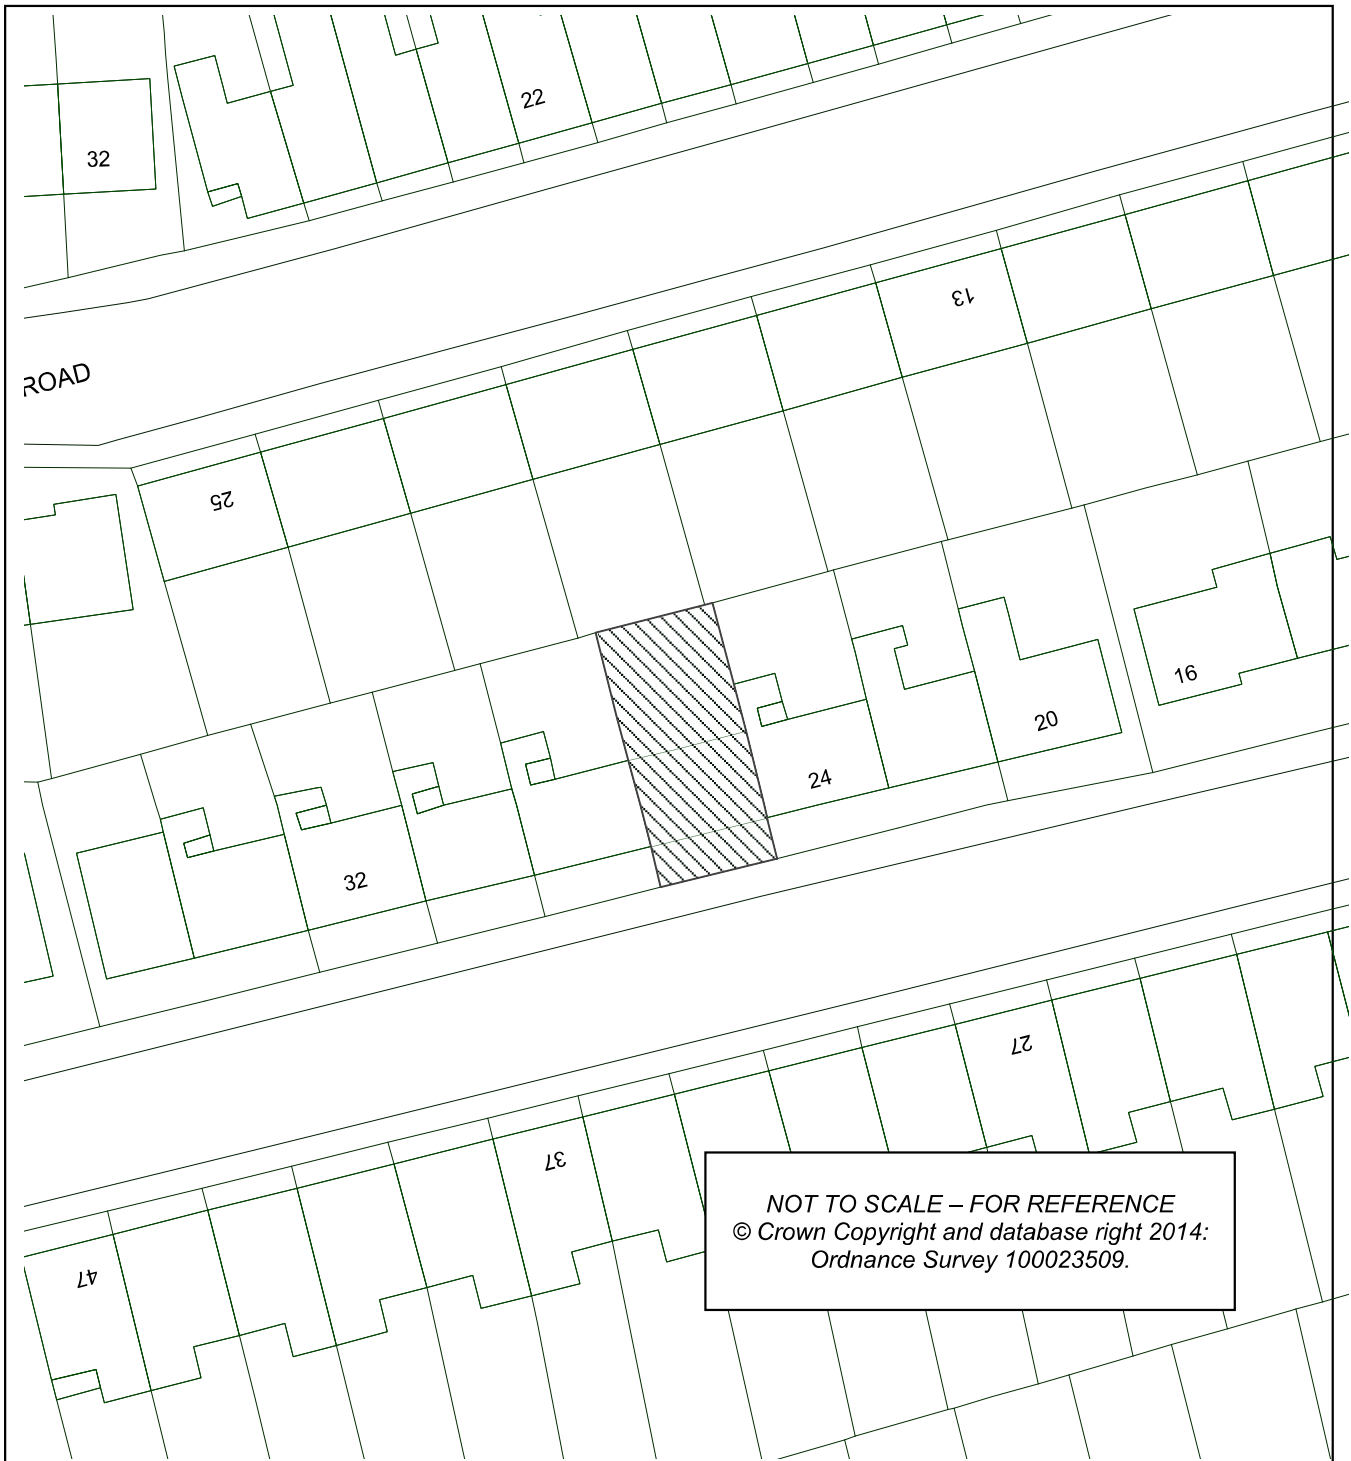 22
32
13
ROAD
25
16
20
24
32
27
37
NOT TO SCALE – FOR REFERENCE
© Crown Copyright and database right 2014:
Ordnance Survey 100023509.
47